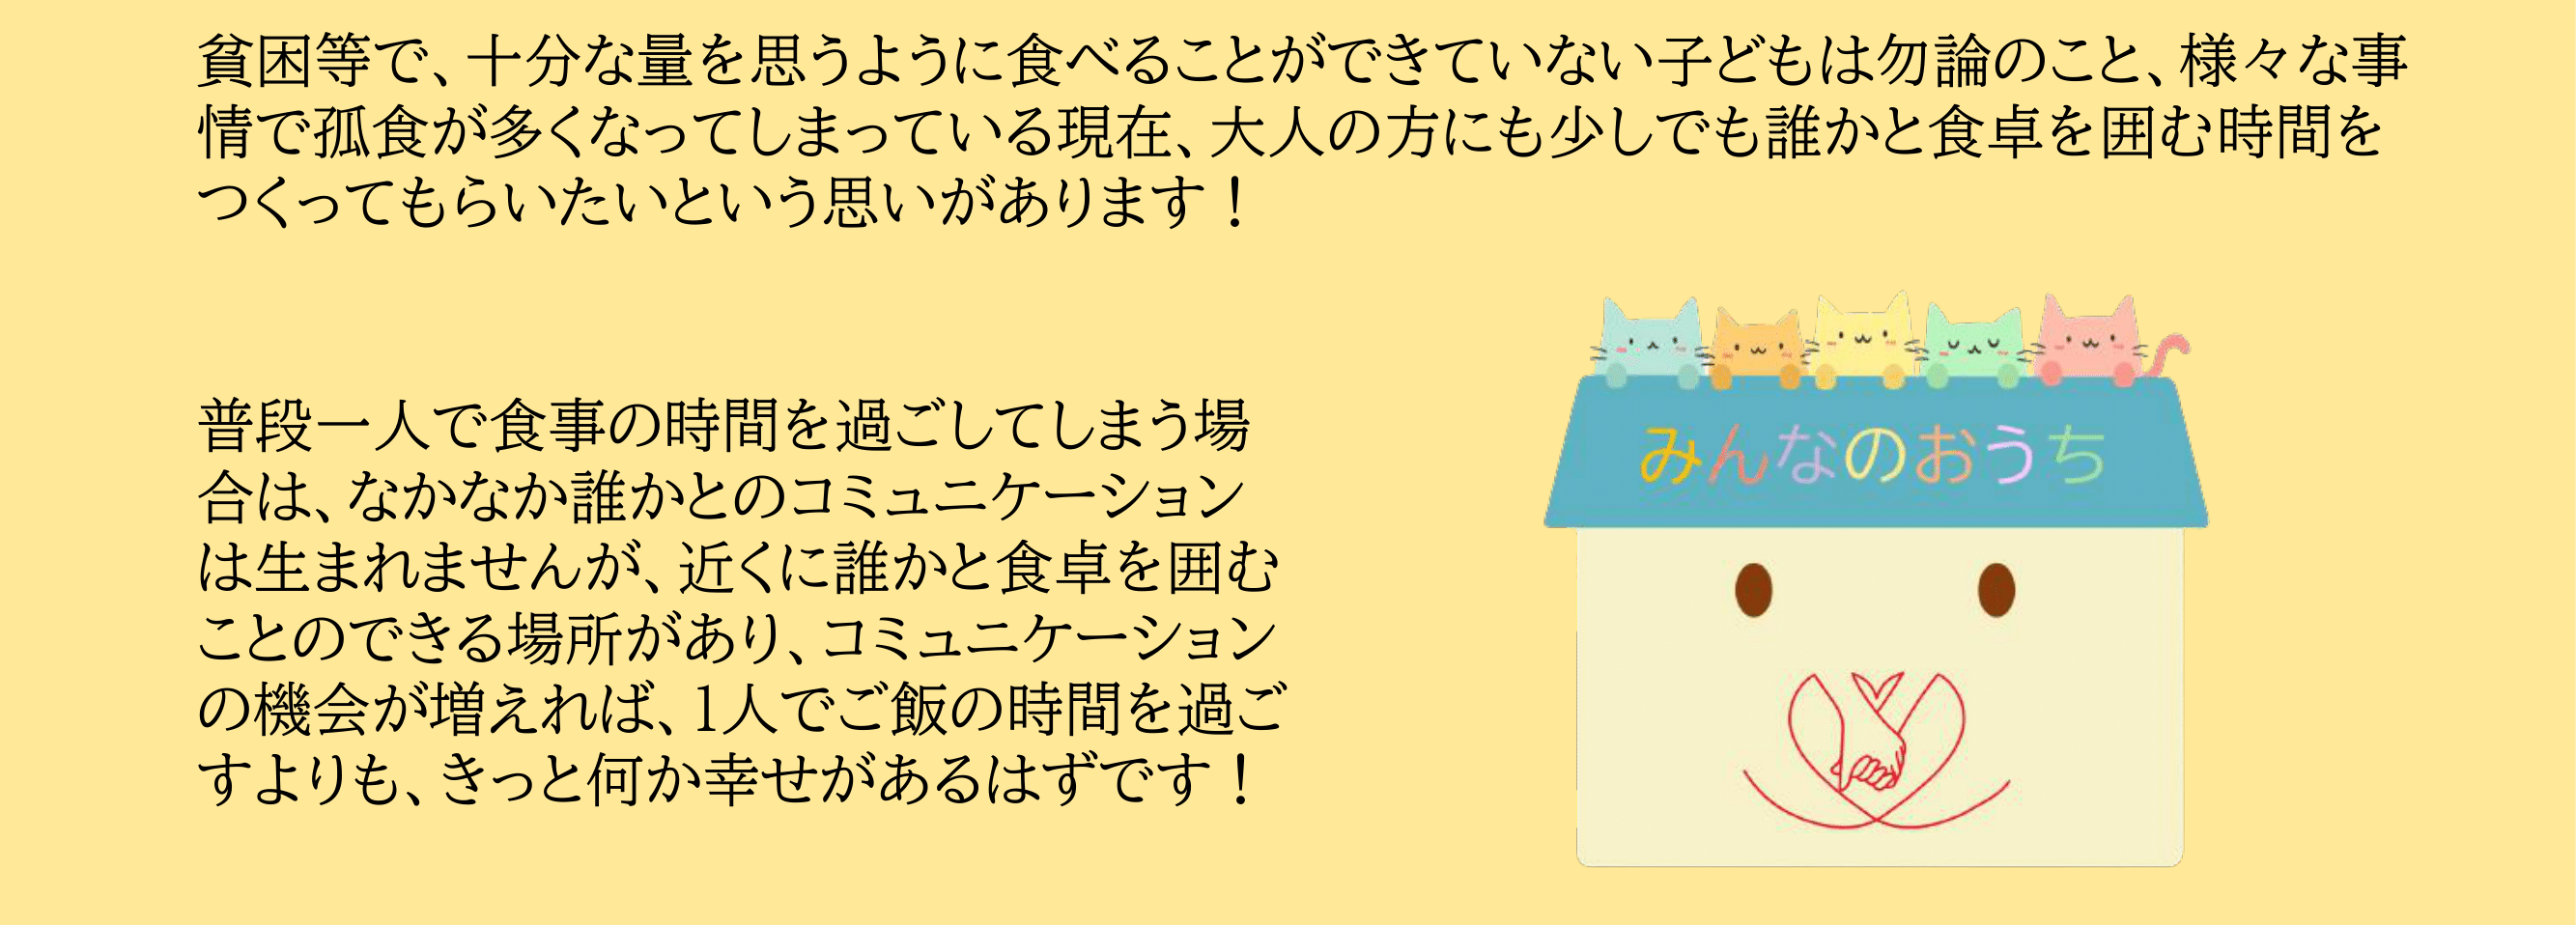 貧困等で、十分な量を思うように食べることができていない子どもは勿論のこと、様々な事
情で孤食が多くなってしまっている現在、大人の方にも少しでも誰かと食卓を囲む時間を
つくってもらいたいという思いがあります！
普段一人で食事の時間を過ごしてしまう場
合は、なかなか誰かとのコミュニケーション
は生まれませんが、近くに誰かと食卓を囲む
ことのできる場所があり、コミュニケーション
の機会が増えれば、1人でご飯の時間を過ご
すよりも、きっと何か幸せがあるはずです！
みんなのおうち